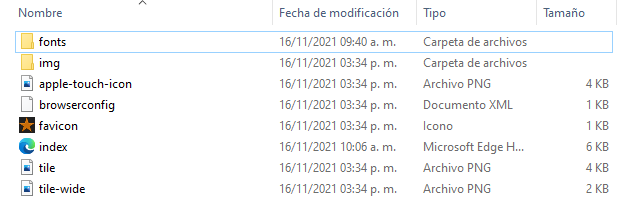 Nombre Fecha de modificación Tipo Tamaño
fonts 16/11/2021 09:40 a. m. Carpeta de archivos
img 16/11/2021 03:34 p. m. Carpeta de archivos
apple-touch-icon 16/11/2021 03:34 p. m. Archivo PNG 4 KB
browserconfig 16/11/2021 03:34 p. m. Documento XML 1 KB
favicon 16/11/2021 03:34 p. m. Icono 1 KB
index 16/11/2021 10:06 a. m. Microsoft Edge H... 6 KB
tile 16/11/2021 03:34 p. m. Archivo PNG 4 KB
tile-wide 16/11/2021 03:34 p. m. Archivo PNG 2 KB